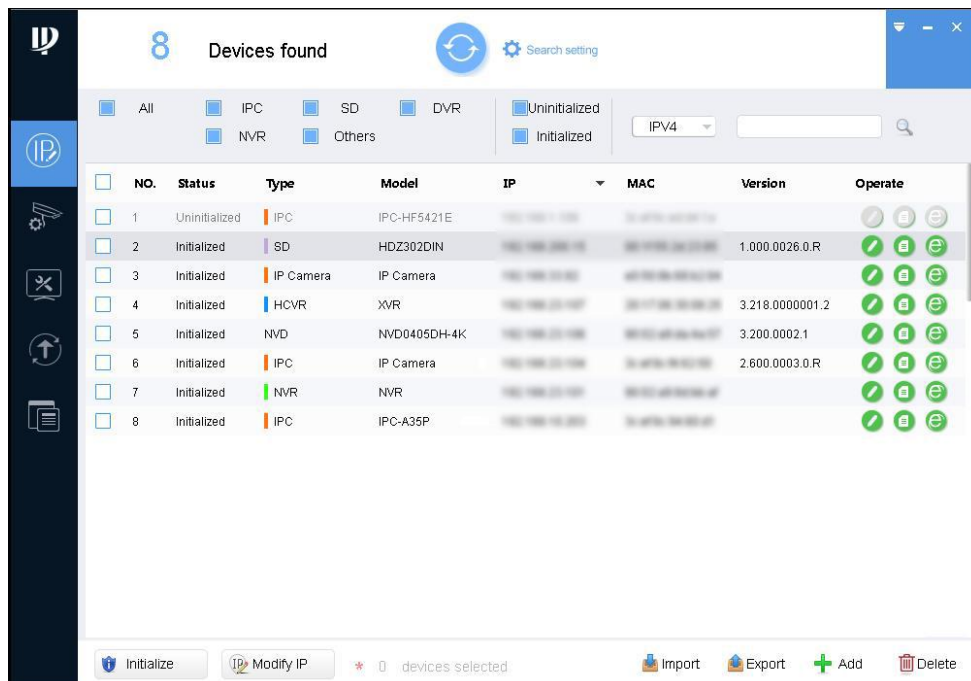 8 Devices found Search setting
All IPC SD DVR Uninitialized
NVR Others Initialized
IPV4
NO. Status Type Model IP MAC Version Operate
1 Uninitialized IPC IPC-HF5421E
2 Initialized SD HDZ302DIN 1.000.0026.0.R
3 Initialized IP Camera IP Camera
4 Initialized HCVR XVR 3.218.0000001.2
5 Initialized NVD NVD0405DH-4K 3.200.0002.1
6 Initialized IPC IP Camera 2.600.0003.0.R
7 Initialized NVR NVR
8 Initialized IPC IPC-A35P
Initialize IP Modify IP * 0 devices selected Import Export Add Delete